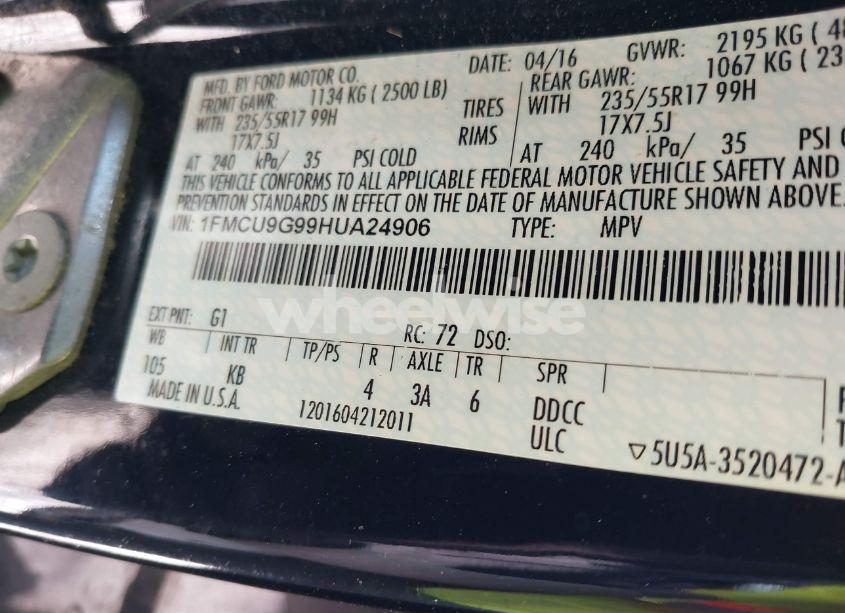 MFD. BY FORD MOTOR CO.
DATE: 04/16 GVWR: 2195 KG ( 48
FRONT GAWR: 1134 KG ( 2500 LB)
REAR GAWR: 1067 KG ( 23
WITH 235/55R17 99H TIRES WITH 235/55R17 99H
17X7.5J RIMS 17X7.5J
AT 240 kPa/ 35 PSI COLD AT 240 kPa/ 35 PSI C
THIS VEHICLE CONFORMS TO ALL APPLICABLE FEDERAL MOTOR VEHICLE SAFETY AND
PREVENTION STANDARDS IN EFFECT ON THE DATE OF MANUFACTURE SHOWN ABOVE.
VIN: 1FMCU9G99HUA24906 TYPE: MPV
wheelwise
EXT PNT: G1 RC: 72 DSO:
WB INT TR TP/PS R AXLE TR SPR
105 KB 4 3A 6 DDCC
MADE IN U.S.A. 1201604212011 ULC
▽5U5A-3520472-A